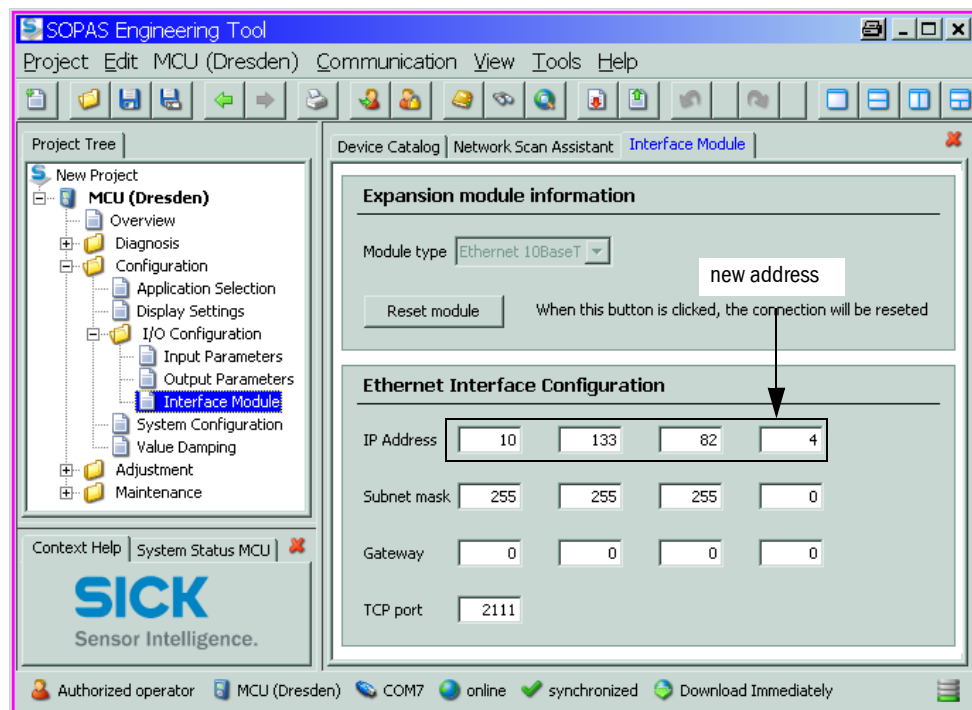 SOPAS Engineering Tool
Project Edit MCU (Dresden) Communication View Tools Help
Project Tree
New Project
MCU (Dresden)
Overview
Diagnosis
Configuration
Application Selection
Display Settings
I/O Configuration
Input Parameters
Output Parameters
Interface Module
System Configuration
Value Damping
Adjustment
Maintenance
Context Help System Status MCU
SICK
Sensor Intelligence.
Device Catalog Network Scan Assistant Interface Module
Expansion module information
Module type Ethernet 10BaseT
new address
Reset module When this button is clicked, the connection will be reseted
Ethernet Interface Configuration
IP Address 10 133 82 4
Subnet mask 255 255 255 0
Gateway 0 0 0 0
TCP port 2111
Authorized operator MCU (Dresden) COM7 online synchronized Download Immediately